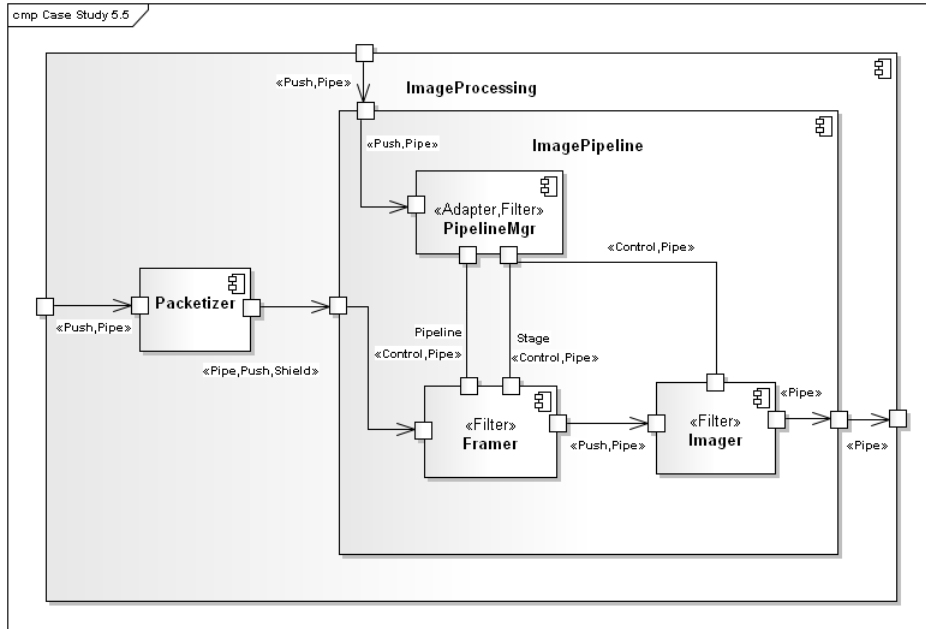 cmp Case Study 5.5
«Push,Pipe»
ImageProcessing
«Push,Pipe»
ImagePipeline
«Adapter,Filter»
PipelineMgr
«Control,Pipe»
Packetizer
«Push,Pipe»
«Pipe,Push,Shield»
Pipeline
«Control,Pipe»
Stage
«Control,Pipe»
«Filter»
Framer
«Push,Pipe»
«Filter»
Imager
«Pipe»
«Pipe»